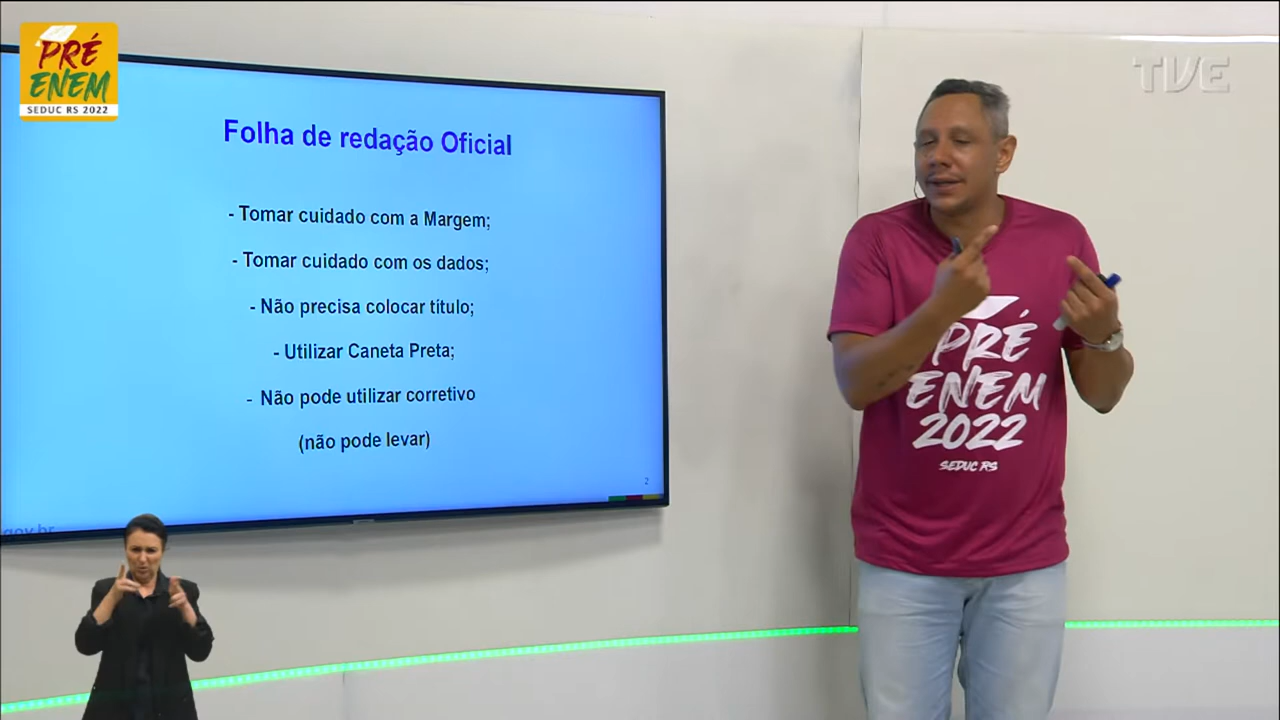 PRÉ
ENEM
SEDUC RS 2022
TVE
Folha de redação Oficial
- Tomar cuidado com a Margem;
- Tomar cuidado com os dados;
- Não precisa colocar título;
- Utilizar Caneta Preta;
- Não pode utilizar corretivo
(não pode levar)
2
gov.br
PRÉ
ENEM
2022
SEDUC RS